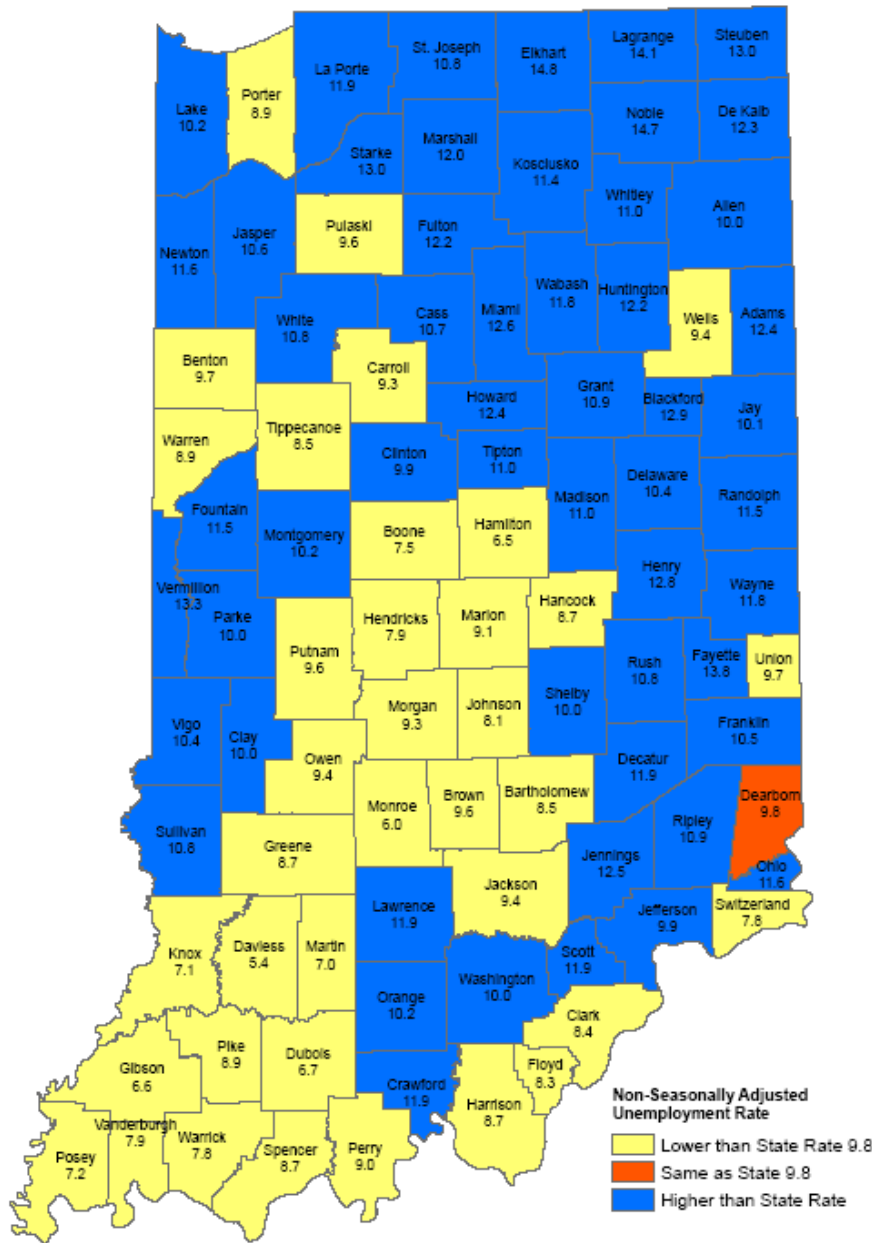 Lake
10.2
Porter
8.9
La Porte
11.9
St. Joseph
10.8
Elkhart
14.8
Lagrange
14.1
Steuben
13.0
Noble
14.7
De Kalb
12.3
Starke
13.0
Marshall
12.0
Kosciusko
11.4
Whitley
11.0
Allen
10.0
Newton
11.6
Jasper
10.6
Pulaski
9.6
Fulton
12.2
White
10.8
Cass
10.7
Miami
12.6
Wabash
11.8
Huntington
12.2
Wells
9.4
Adams
12.4
Benton
9.7
Carroll
9.3
Howard
12.4
Grant
10.9
Blackford
12.9
Jay
10.1
Warren
8.9
Tippecanoe
8.5
Clinton
9.9
Tipton
11.0
Madison
11.0
Delaware
10.4
Randolph
11.5
Fountain
11.5
Montgomery
10.2
Boone
7.5
Hamilton
6.5
Henry
12.8
Wayne
11.8
Vermillion
13.3
Parke
10.0
Putnam
9.6
Hendricks
7.9
Marion
9.1
Hancock
8.7
Rush
10.8
Fayette
13.8
Union
9.7
Vigo
10.4
Clay
10.0
Morgan
9.3
Johnson
8.1
Shelby
10.0
Franklin
10.5
Owen
9.4
Decatur
11.9
Monroe
6.0
Brown
9.6
Bartholomew
8.5
Dearborn
9.8
Sullivan
10.8
Greene
8.7
Ripley
10.9
Jennings
12.5
Ohio
11.6
Jackson
9.4
Lawrence
11.9
Switzerland
7.8
Jefferson
9.9
Knox
7.1
Daviess
5.4
Martin
7.0
Scott
11.9
Washington
10.0
Orange
10.2
Clark
8.4
Gibson
6.6
Pike
8.9
Dubois
6.7
Floyd
8.3
Crawford
11.9
Harrison
8.7
Posey
7.2
Vanderburgh
7.9
Warrick
7.8
Spencer
8.7
Perry
9.0
Non-Seasonally Adjusted
Unemployment Rate
Lower than State Rate 9.8
Same as State 9.8
Higher than State Rate